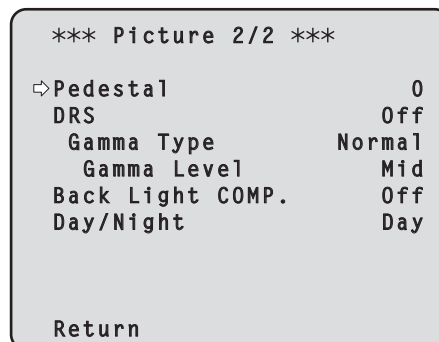 *** Picture 2/2 ***
⇨Pedestal 0
DRS Off
Gamma Type Normal
Gamma Level Mid
Back Light COMP. Off
Day/Night Day
Return